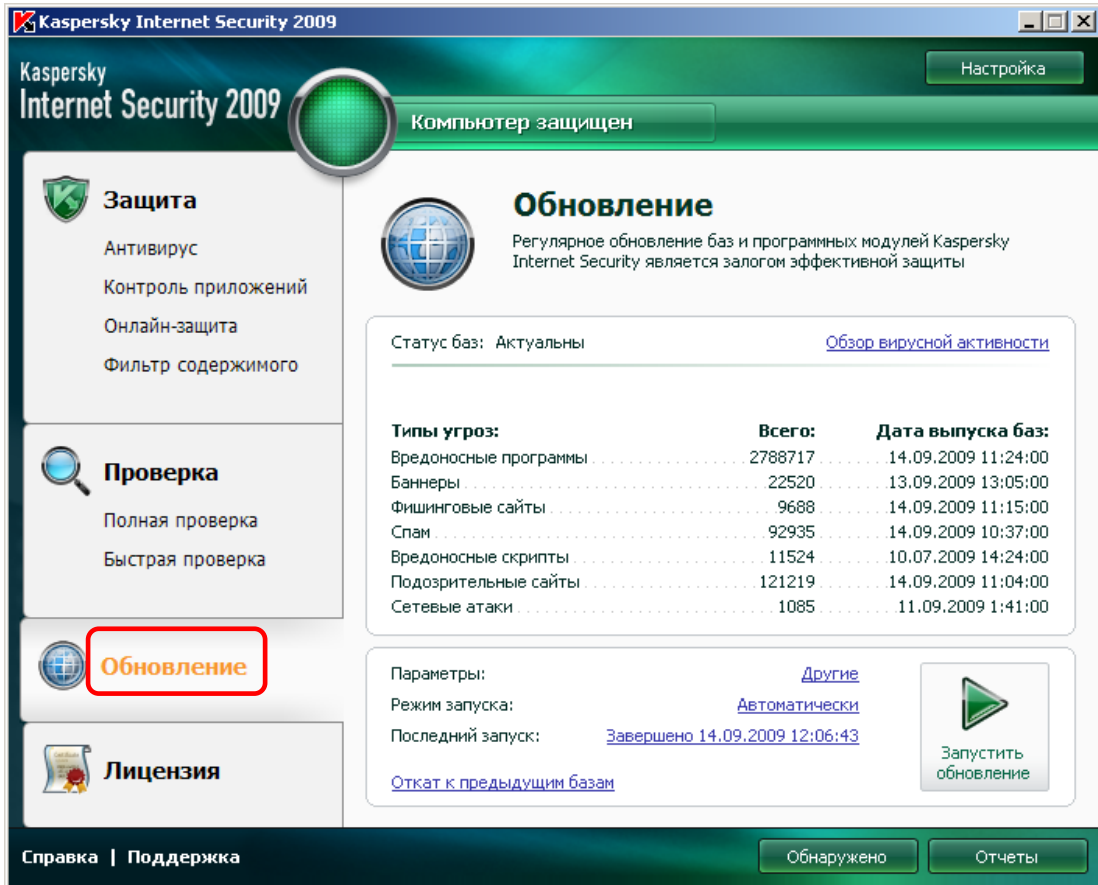 Kaspersky Internet Security 2009
Kaspersky
Internet Security 2009
Настройка
Компьютер защищен
Защита
Антивирус
Контроль приложений
Онлайн-защита
Фильтр содержимого
Проверка
Полная проверка
Быстрая проверка
Обновление
Лицензия
Обновление
Регулярное обновление баз и программных модулей Kaspersky
Internet Security является залогом эффективной защиты
Статус баз: Актуальны Обзор вирусной активности
Типы угроз: Всего: Дата выпуска баз:
Вредоносные программы 2788717 14.09.2009 11:24:00
Баннеры 22520 13.09.2009 13:05:00
Фишинговые сайты 9688 14.09.2009 11:15:00
Спам 92935 14.09.2009 10:37:00
Вредоносные скрипты 11524 10.07.2009 14:24:00
Подозрительные сайты 121219 14.09.2009 11:04:00
Сетевые атаки 1085 11.09.2009 1:41:00
Параметры: Другие
Режим запуска: Автоматически
Последний запуск: Завершено 14.09.2009 12:06:43
Откат к предыдущим базам
Запустить
обновление
Справка | Поддержка
Обнаружено
Отчеты